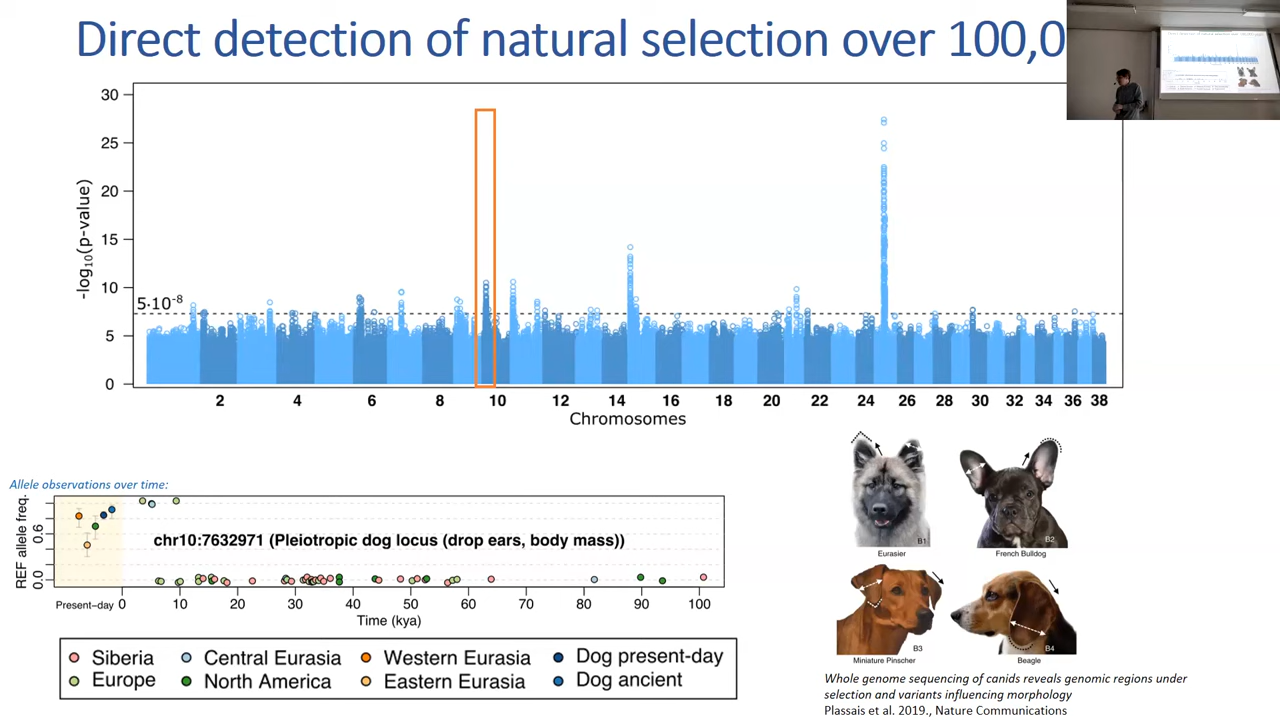 Direct detection of natural selection over 100,0
30
25
20
15
10
5
0
-log10(p-value)
5·10-8
2 4 6 8 10 12 14 16 18 20 22 24 26 28 30 32 34 36 38
Chromosomes
Allele observations over time:
REF allele freq.
0.6
0.0
chr10:7632971 (Pleiotropic dog locus (drop ears, body mass))
Present-day 0 10 20 30 40 50 60 70 80 90 100
Time (kya)
Siberia Central Eurasia Western Eurasia Dog present-day
Europe North America Eastern Eurasia Dog ancient
B1
Eurasier
B2
French Bulldog
B3
Miniature Pinscher
B4
Beagle
Whole genome sequencing of canids reveals genomic regions under
selection and variants influencing morphology
Plassais et al. 2019., Nature Communications